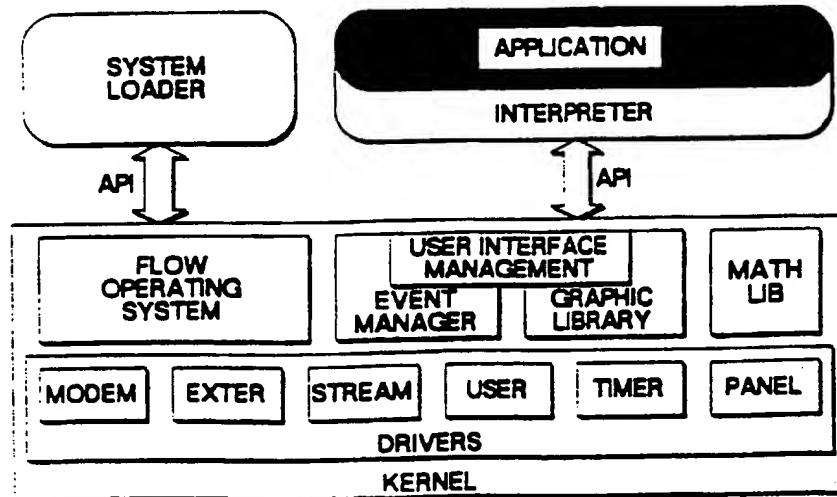 SYSTEM
LOADER
APPLICATION
INTERPRETER
API
API
FLOW
OPERATING
SYSTEM
USER INTERFACE
MANAGEMENT
EVENT
MANAGER
GRAPHIC
LIBRARY
MATH
LIB
MODEM
EXTER
STREAM
USER
TIMER
PANEL
DRIVERS
KERNEL